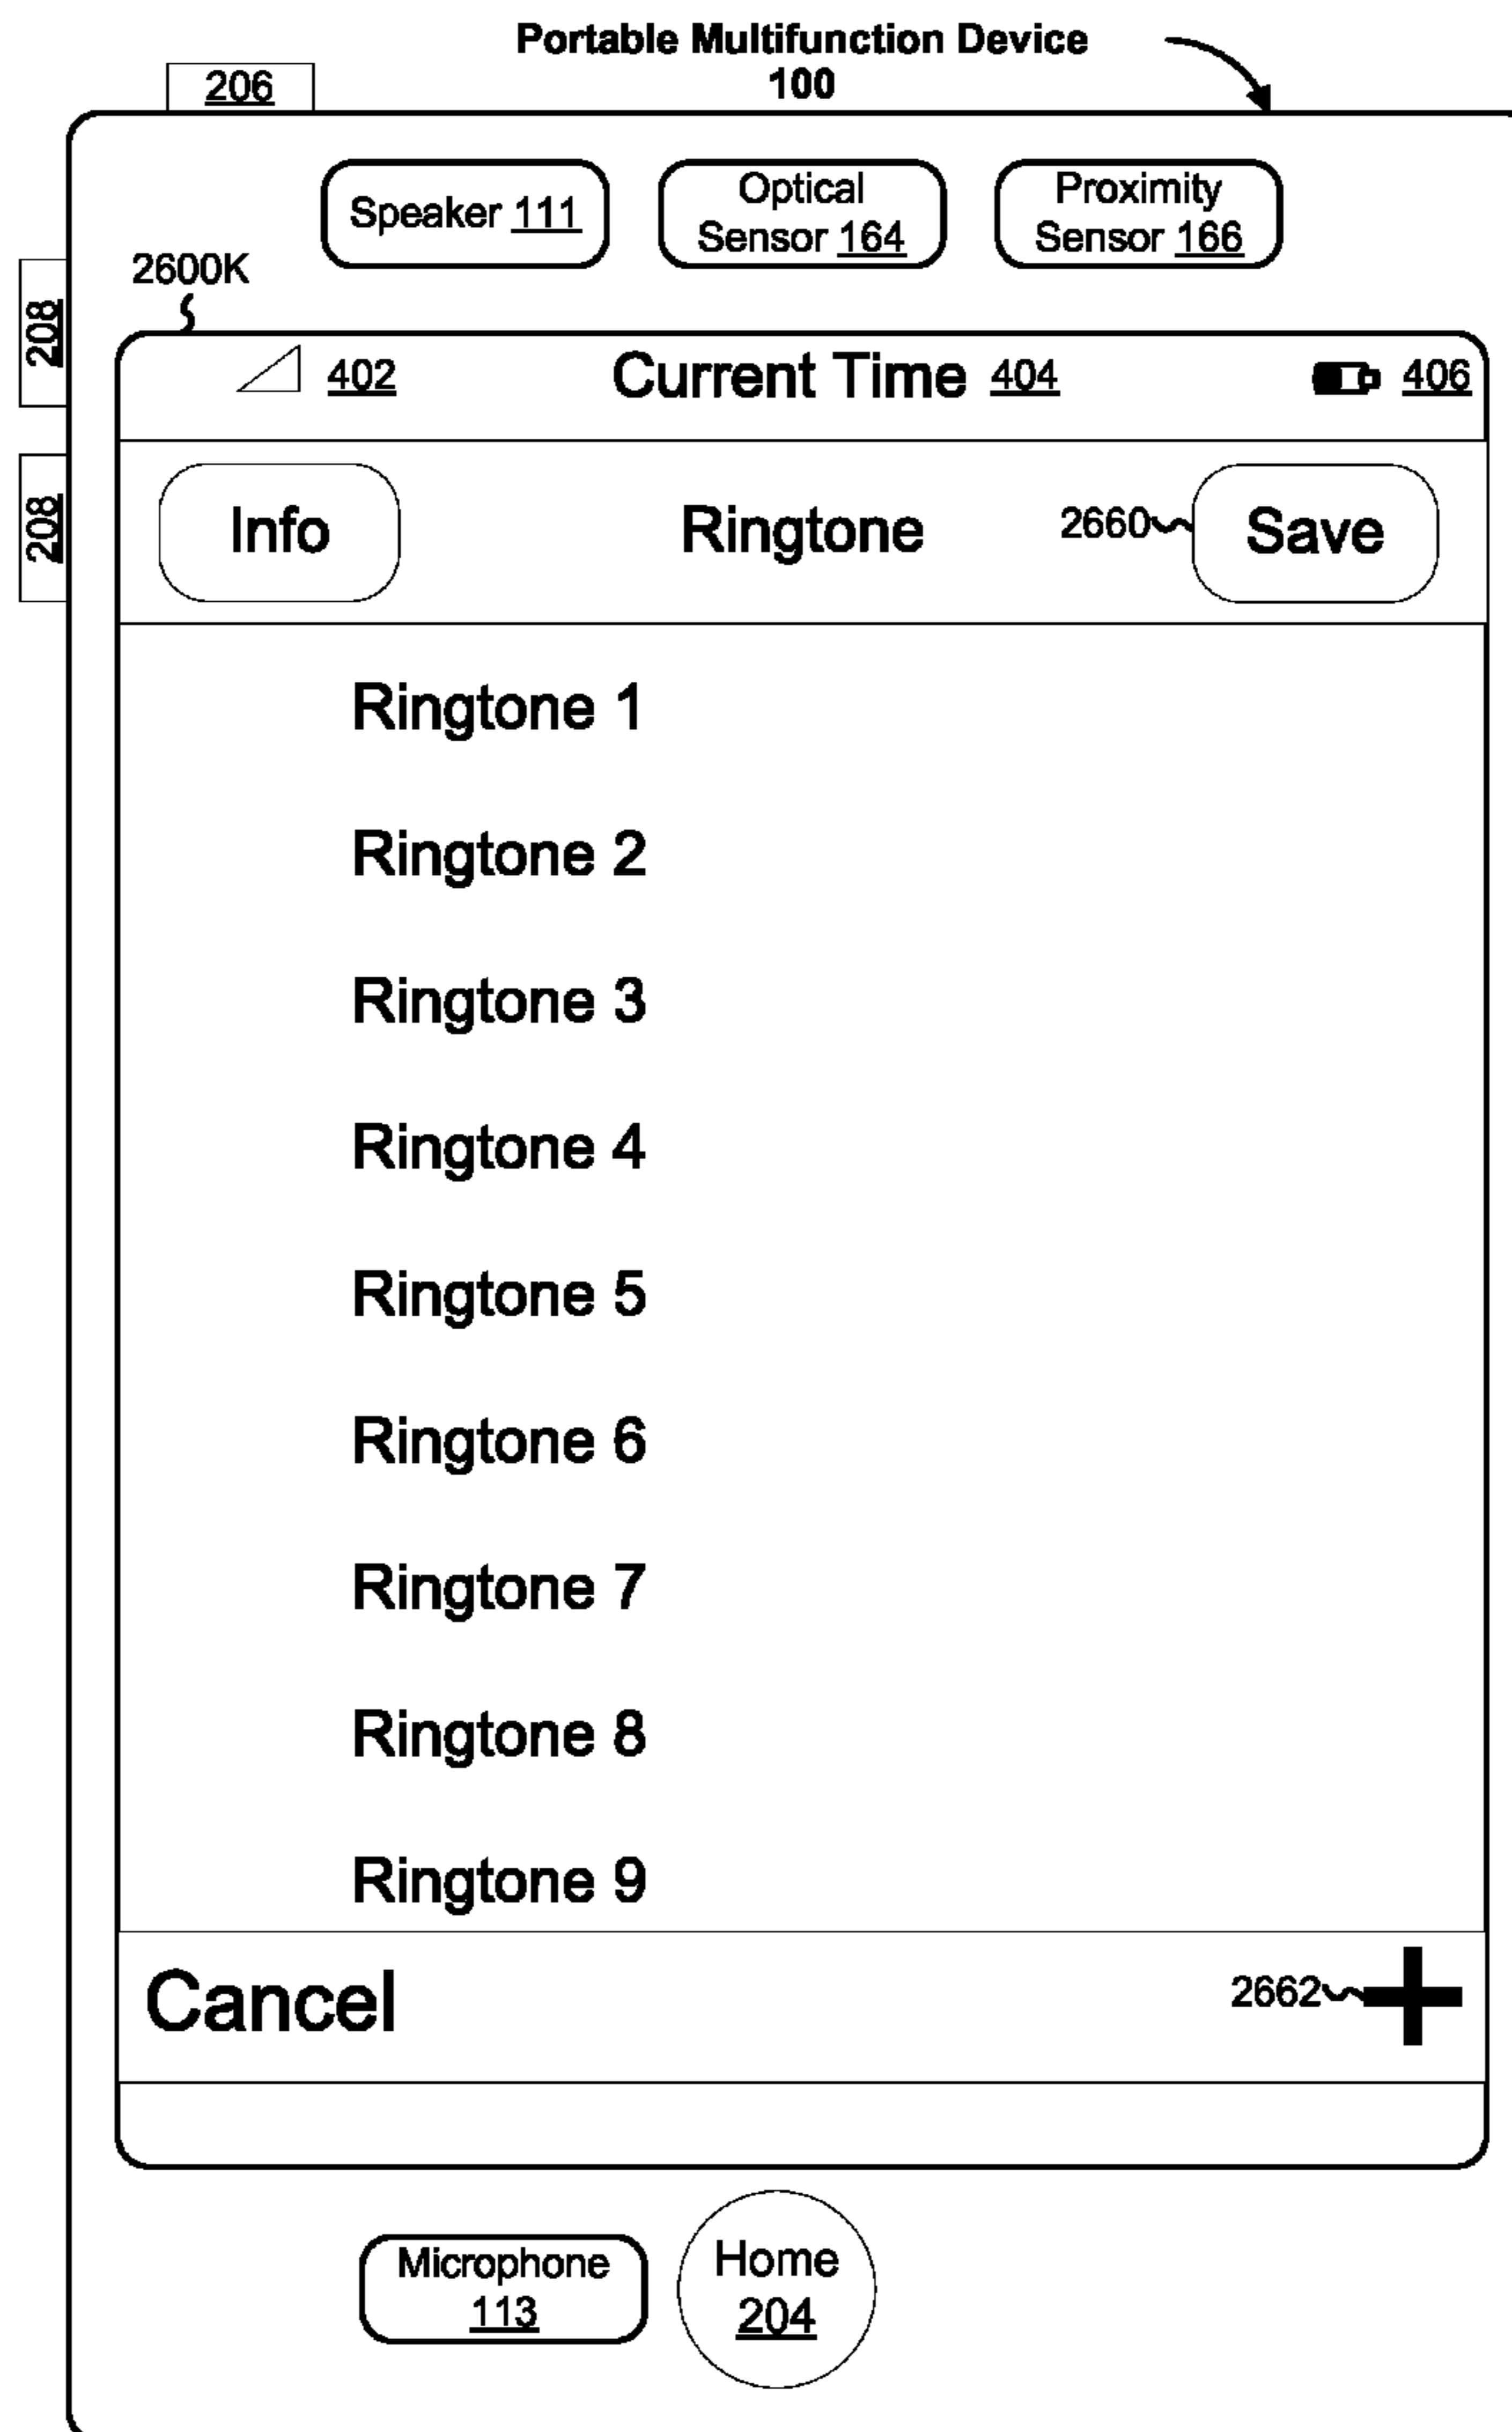 Portable Multifunction Device
100
206
Speaker 111
Optical
Sensor 164
Proximity
Sensor 166
2600K
208
402
Current Time 404
406
208
Info
Ringtone
2660
Save
Ringtone 1
Ringtone 2
Ringtone 3
Ringtone 4
Ringtone 5
Ringtone 6
Ringtone 7
Ringtone 8
Ringtone 9
Cancel
2662
Microphone
113
Home
204